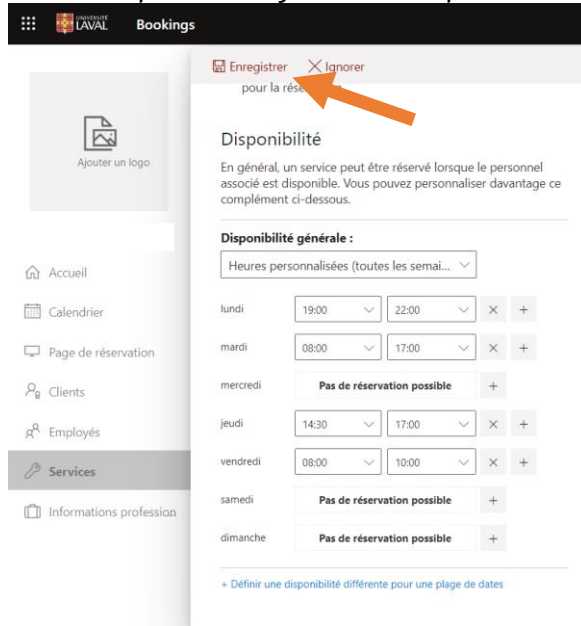 UNIVERSITÉ
LAVAL
Bookings
Enregistrer
Ignorer
pour la
Ajouter un logo
Accueil
Calendrier
Page de réservation
Clients
Employés
Services
Informations profession
Disponibilité
En général, un service peut être réservé lorsque le personnel
associé est disponible. Vous pouvez personnaliser davantage ce
complément ci-dessous.
Disponibilité générale :
Heures personnalisées (toutes les semai...
lundi 19:00 22:00 × +
mardi 08:00 17:00 × +
mercredi Pas de réservation possible +
jeudi 14:30 17:00 × +
vendredi 08:00 10:00 × +
samedi Pas de réservation possible +
dimanche Pas de réservation possible +
+ Définir une disponibilité différente pour une plage de dates